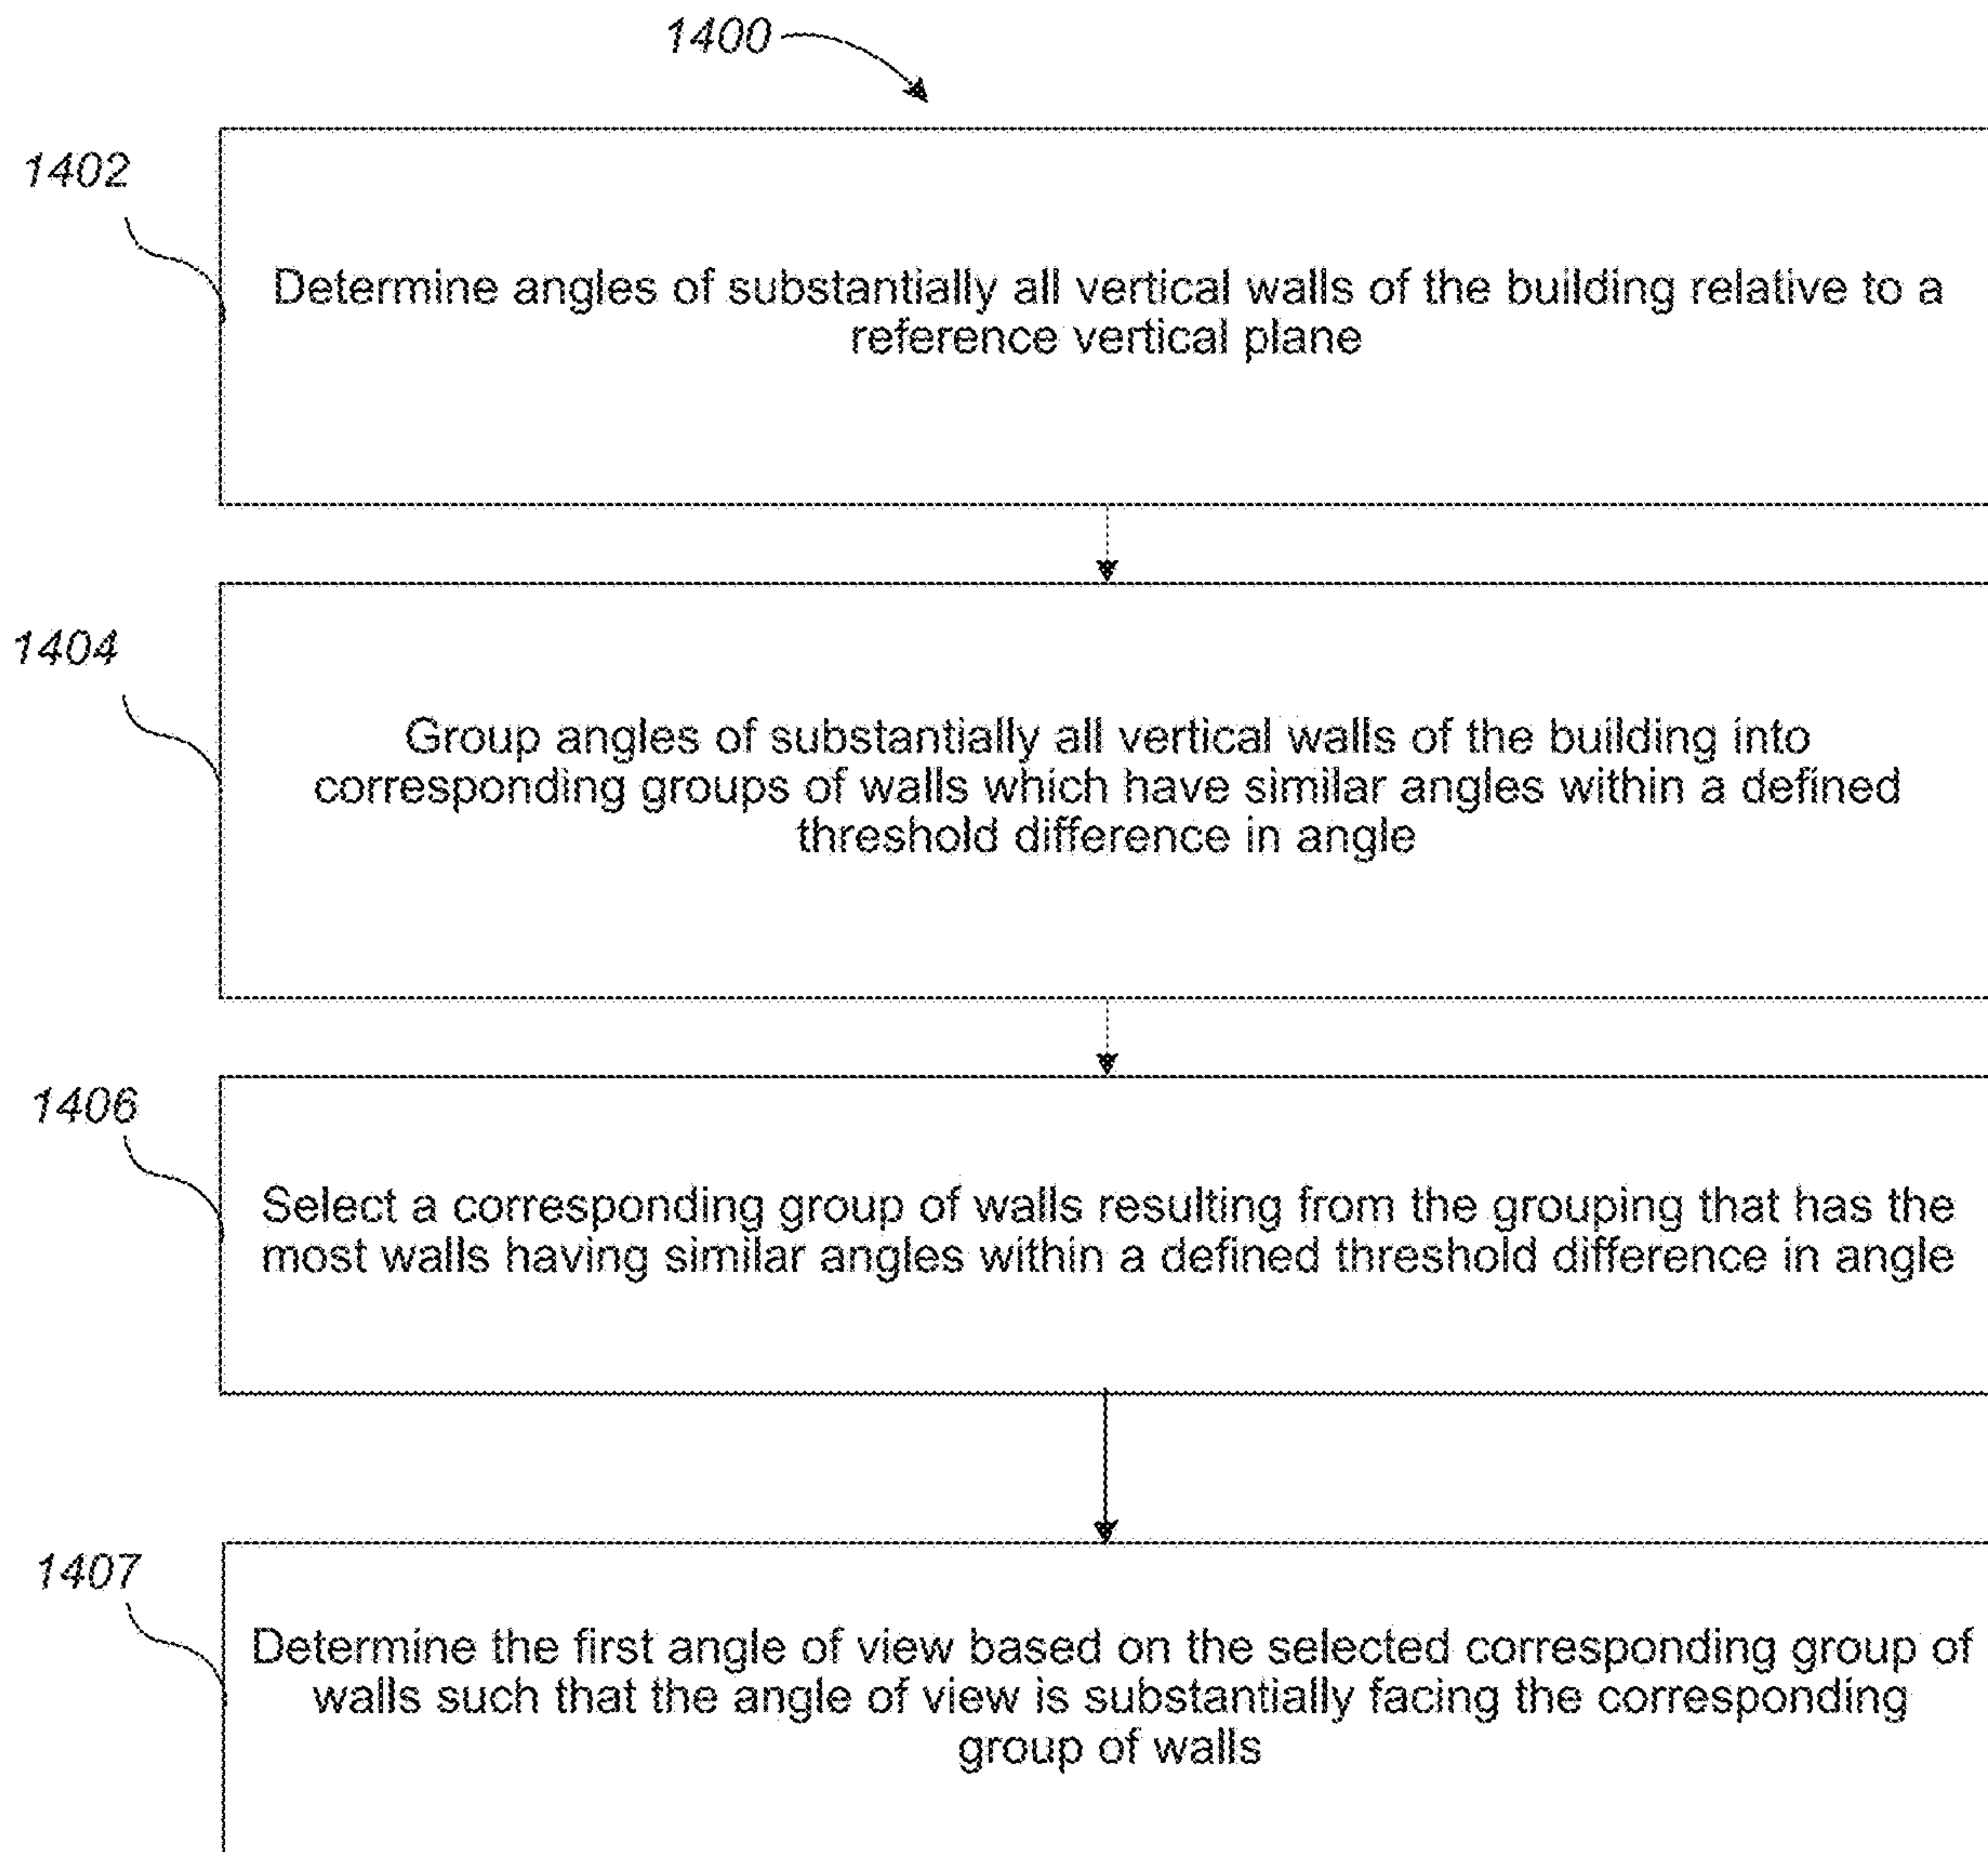 1400
1402
Determine angles of substantially all vertical walls of the building relative to a
reference vertical plane
1404
Group angles of substantially all vertical walls of the building into
corresponding groups of walls which have similar angles within a defined
threshold difference in angle
1406
Select a corresponding group of walls resulting from the grouping that has the
most walls having similar angles within a defined threshold difference in angle
1407
Determine the first angle of view based on the selected corresponding group of
walls such that the angle of view is substantially facing the corresponding
group of walls